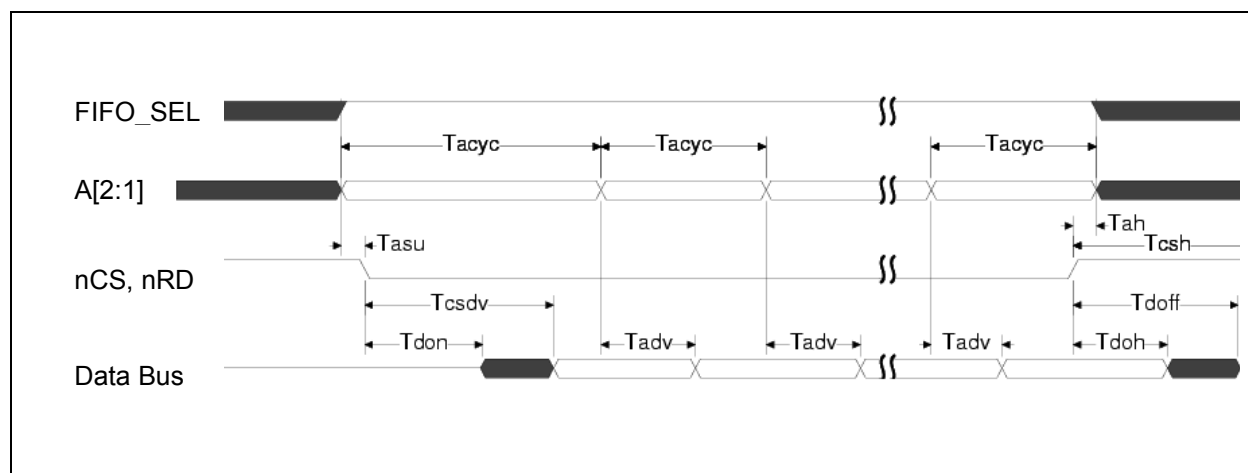 FIFO_SEL
Tacyc Tacyc Tacyc
A[2:1]
Tah
Tasu Tcsh
nCS, nRD
Tcsdv Tdoff
Tdon Tadv Tadv Tadv Tdoh
Data Bus